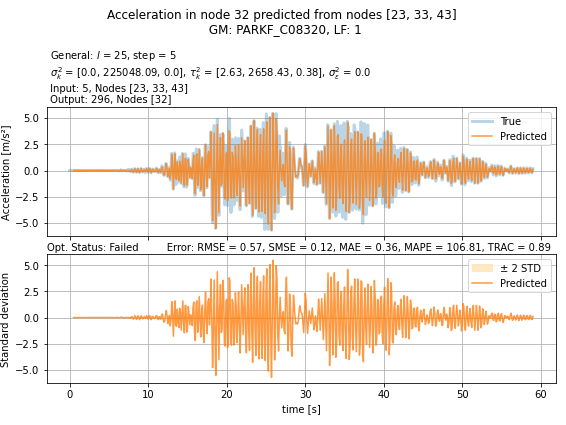 Acceleration in node 32 predicted from nodes [23, 33, 43]
GM: PARKF_C08320, LF: 1
General: l = 25, step = 5
σ²ₖ = [0.0, 225048.09, 0.0], τ²ₖ = [2.63, 2658.43, 0.38], σ²ᵣ = 0.0
Input: 5, Nodes [23, 33, 43]
Output: 296, Nodes [32]
Acceleration [m/s²]
5.0
2.5
0.0
−2.5
−5.0
True
Predicted
Opt. Status: Failed Error: RMSE = 0.57, SMSE = 0.12, MAE = 0.36, MAPE = 106.81, TRAC = 0.89
Standard deviation
5.0
2.5
0.0
−2.5
−5.0
± 2 STD
Predicted
0 10 20 30 40 50 60
time [s]